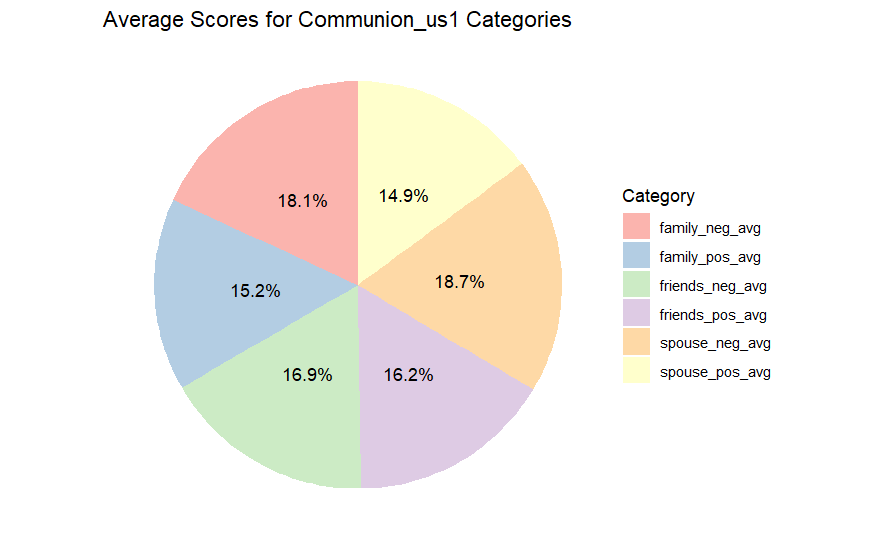 Average Scores for Communion_us1 Categories
18.1%
14.9%
15.2%
18.7%
16.9%
16.2%
Category
family_neg_avg
family_pos_avg
friends_neg_avg
friends_pos_avg
spouse_neg_avg
spouse_pos_avg